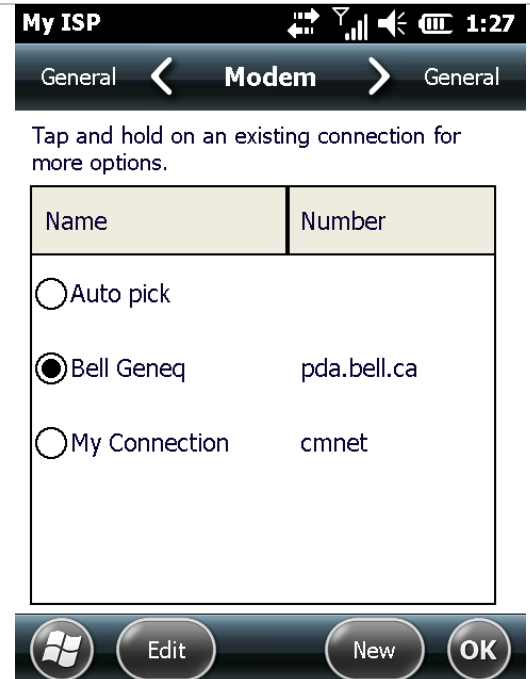 My ISP 1:27
General Modem General
Tap and hold on an existing connection for
more options.
Name Number
Auto pick
Bell Geneq pda.bell.ca
My Connection cmnet
Edit New OK